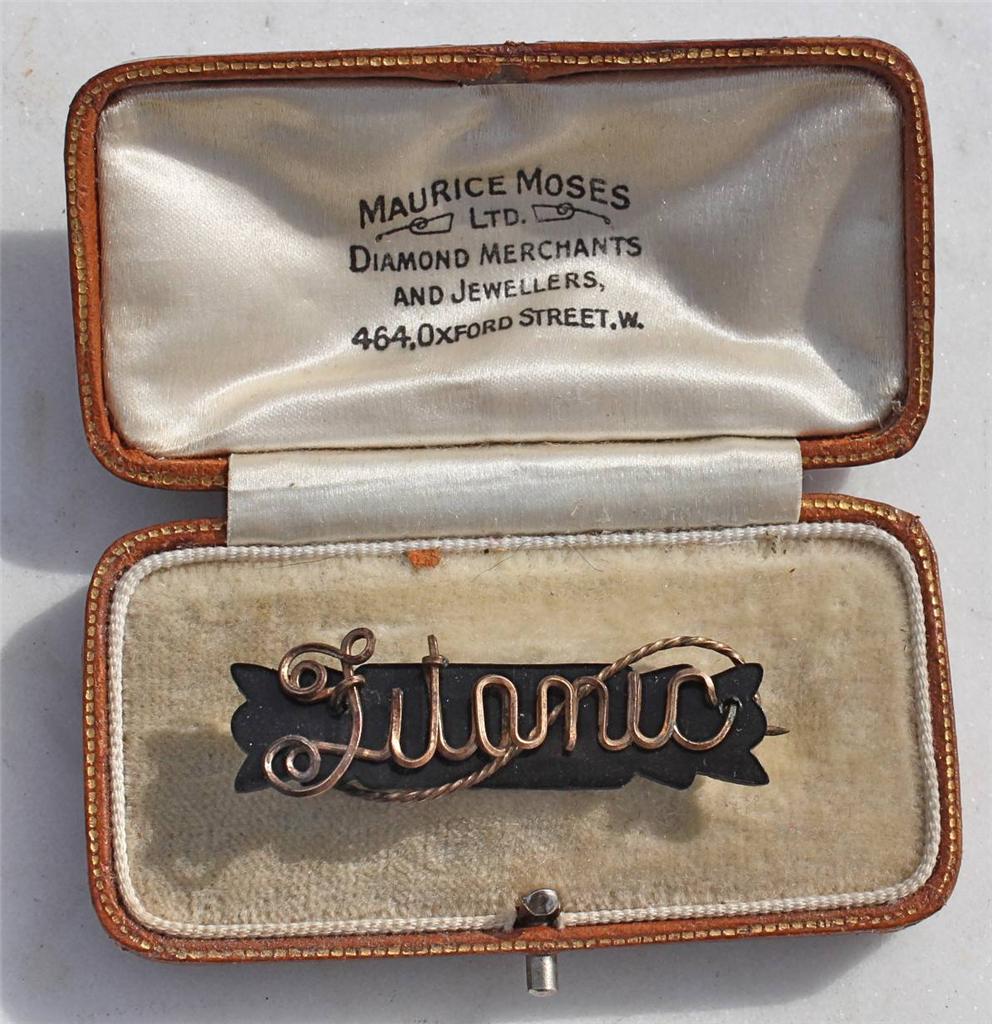 MAURICE MOSES
LTD.
DIAMOND MERCHANTS
AND JEWELLERS,
464, OXFORD STREET. W.
Titanic